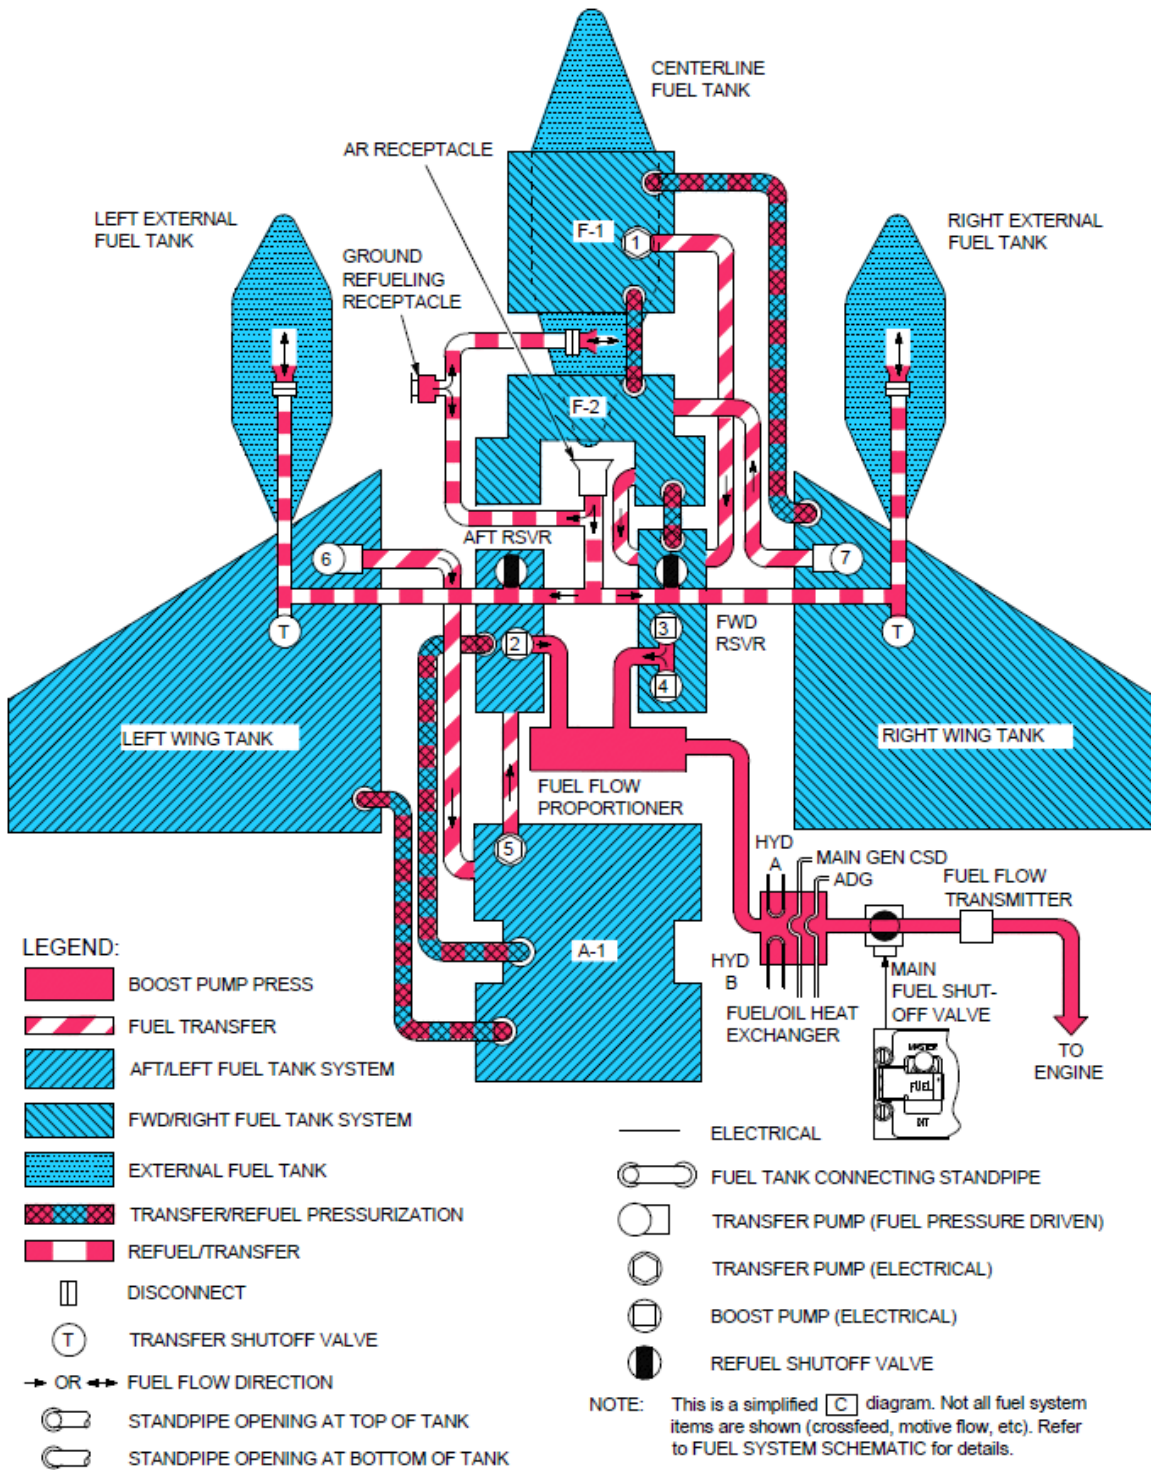 CENTERLINE
FUEL TANK
AR RECEPTACLE
LEFT EXTERNAL
FUEL TANK
RIGHT EXTERNAL
FUEL TANK
F-1
1
GROUND
REFUELING
RECEPTACLE
F-2
AFT RSVR
6
7
T
T
2
3
4
FWD
RSVR
LEFT WING TANK
RIGHT WING TANK
FUEL FLOW
PROPORTIONER
5
HYD
A
MAIN GEN CSD
ADG
FUEL FLOW
TRANSMITTER
A-1
HYD
B
FUEL/OIL HEAT
EXCHANGER
MAIN
FUEL SHUT-
OFF VALVE
MASTER
FUEL
TO
ENGINE
LEGEND:
BOOST PUMP PRESS
FUEL TRANSFER
AFT/LEFT FUEL TANK SYSTEM
FWD/RIGHT FUEL TANK SYSTEM
EXTERNAL FUEL TANK
TRANSFER/REFUEL PRESSURIZATION
REFUEL/TRANSFER
DISCONNECT
T TRANSFER SHUTOFF VALVE
OR FUEL FLOW DIRECTION
STANDPIPE OPENING AT TOP OF TANK
STANDPIPE OPENING AT BOTTOM OF TANK
ELECTRICAL
FUEL TANK CONNECTING STANDPIPE
TRANSFER PUMP (FUEL PRESSURE DRIVEN)
TRANSFER PUMP (ELECTRICAL)
BOOST PUMP (ELECTRICAL)
REFUEL SHUTOFF VALVE
NOTE: This is a simplified C diagram. Not all fuel system
items are shown (crossfeed, motive flow, etc). Refer
to FUEL SYSTEM SCHEMATIC for details.